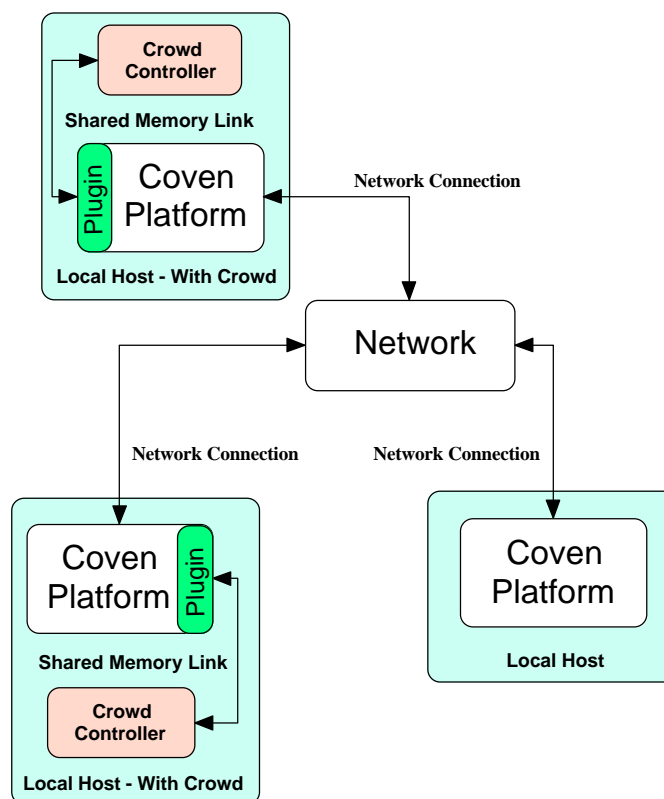 Crowd
Controller
Shared Memory Link
Plugin
Coven
Platform
Local Host - With Crowd
Network Connection
Network
Network Connection
Network Connection
Coven
Platform
Plugin
Shared Memory Link
Crowd
Controller
Local Host - With Crowd
Coven
Platform
Local Host